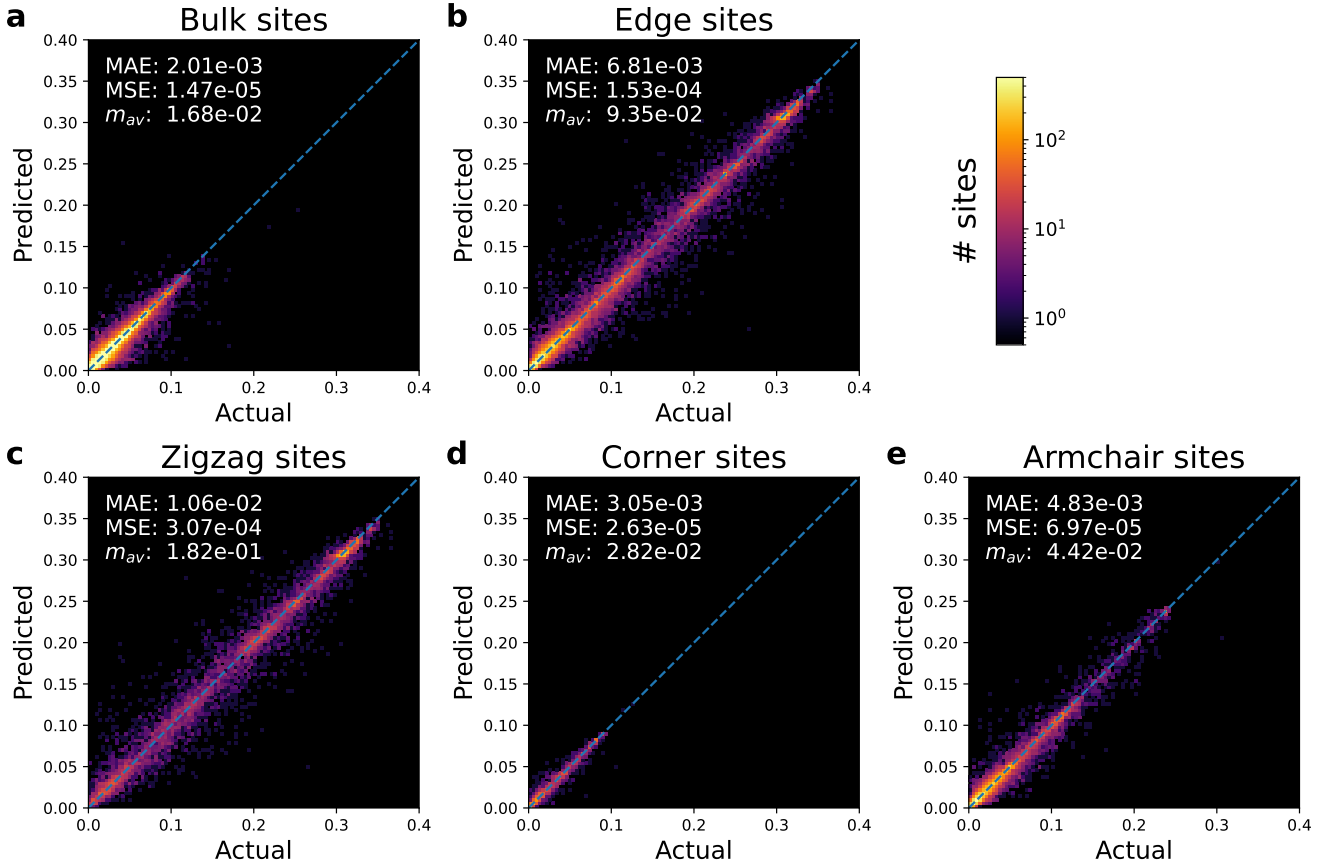 a
Bulk sites
MAE: 2.01e-03
MSE: 1.47e-05
m_av: 1.68e-02
0.40
0.35
0.30
0.25
0.20
0.15
0.10
0.05
0.00
Predicted
0.0 0.1 0.2 0.3 0.4
Actual
b
Edge sites
MAE: 6.81e-03
MSE: 1.53e-04
m_av: 9.35e-02
0.40
0.35
0.30
0.25
0.20
0.15
0.10
0.05
0.00
Predicted
0.0 0.1 0.2 0.3 0.4
Actual
# sites
10²
10¹
10⁰
c
Zigzag sites
MAE: 1.06e-02
MSE: 3.07e-04
m_av: 1.82e-01
0.40
0.35
0.30
0.25
0.20
0.15
0.10
0.05
0.00
Predicted
0.0 0.1 0.2 0.3 0.4
Actual
d
Corner sites
MAE: 3.05e-03
MSE: 2.63e-05
m_av: 2.82e-02
0.40
0.35
0.30
0.25
0.20
0.15
0.10
0.05
0.00
Predicted
0.0 0.1 0.2 0.3 0.4
Actual
e
Armchair sites
MAE: 4.83e-03
MSE: 6.97e-05
m_av: 4.42e-02
0.40
0.35
0.30
0.25
0.20
0.15
0.10
0.05
0.00
Predicted
0.0 0.1 0.2 0.3 0.4
Actual